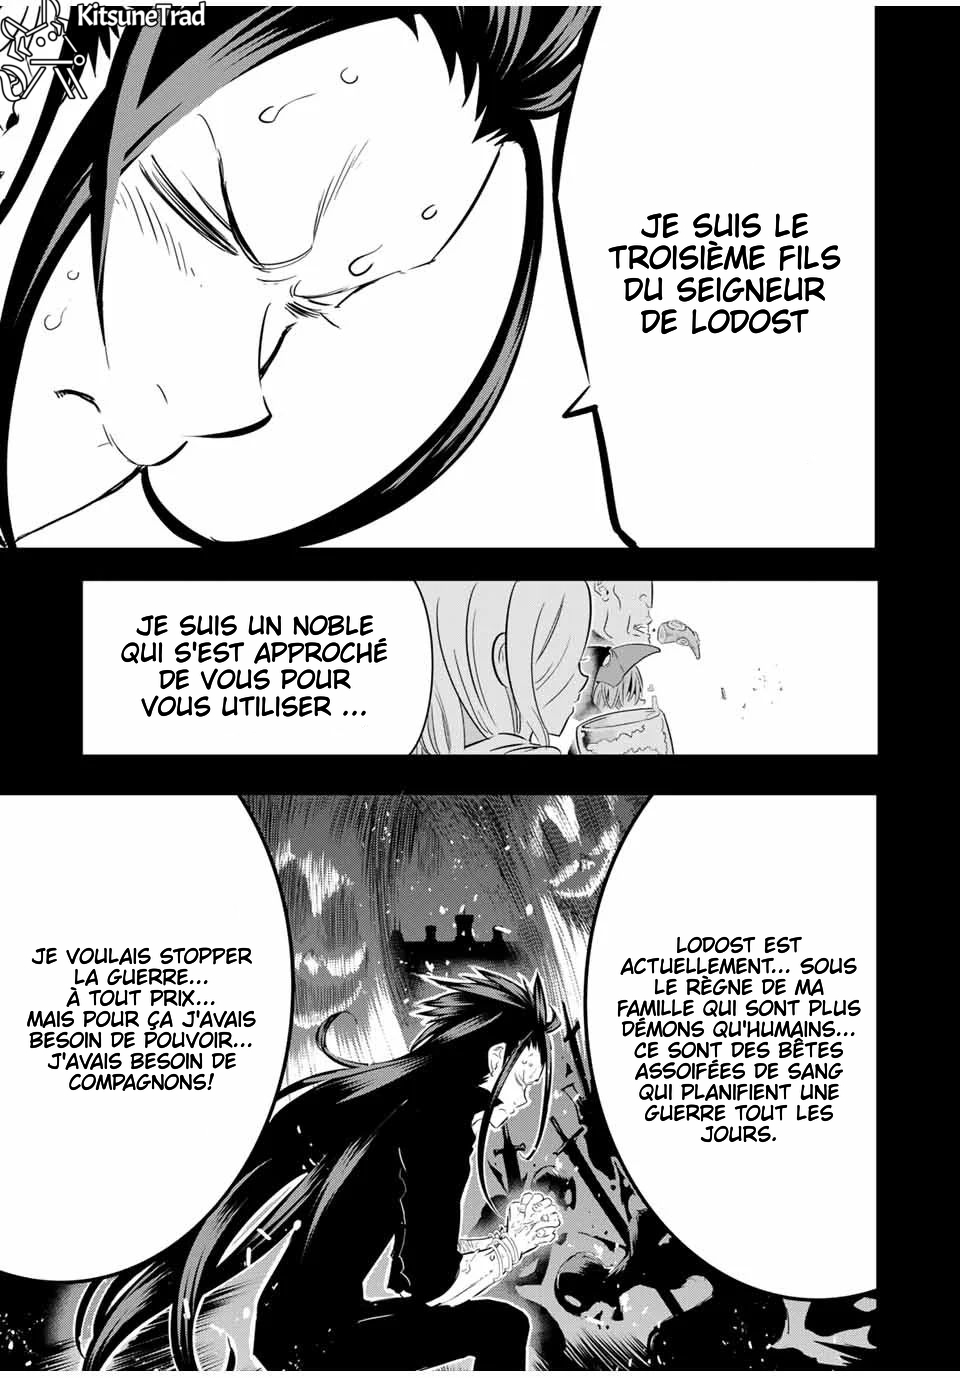 KitsuneTrad
JE SUIS LE
TROISIÈME FILS
DU SEIGNEUR
DE LODOST
JE SUIS UN NOBLE
QUI S'EST APPROCHÉ
DE VOUS POUR
VOUS UTILISER ...
LODOST EST
ACTUELLEMENT... SOUS
LE RÈGNE DE MA
FAMILLE QUI SONT PLUS
DÉMONS QU'HUMAINS...
CE SONT DES BÊTES
ASSOIFÉES DE SANG
QUI PLANIFIENT UNE
GUERRE TOUT LES
JOURS.
JE VOULAIS STOPPER
LA GUERRE...
À TOUT PRIX...
MAIS POUR ÇA J'AVAIS
BESOIN DE POUVOIR...
J'AVAIS BESOIN DE
COMPAGNONS!